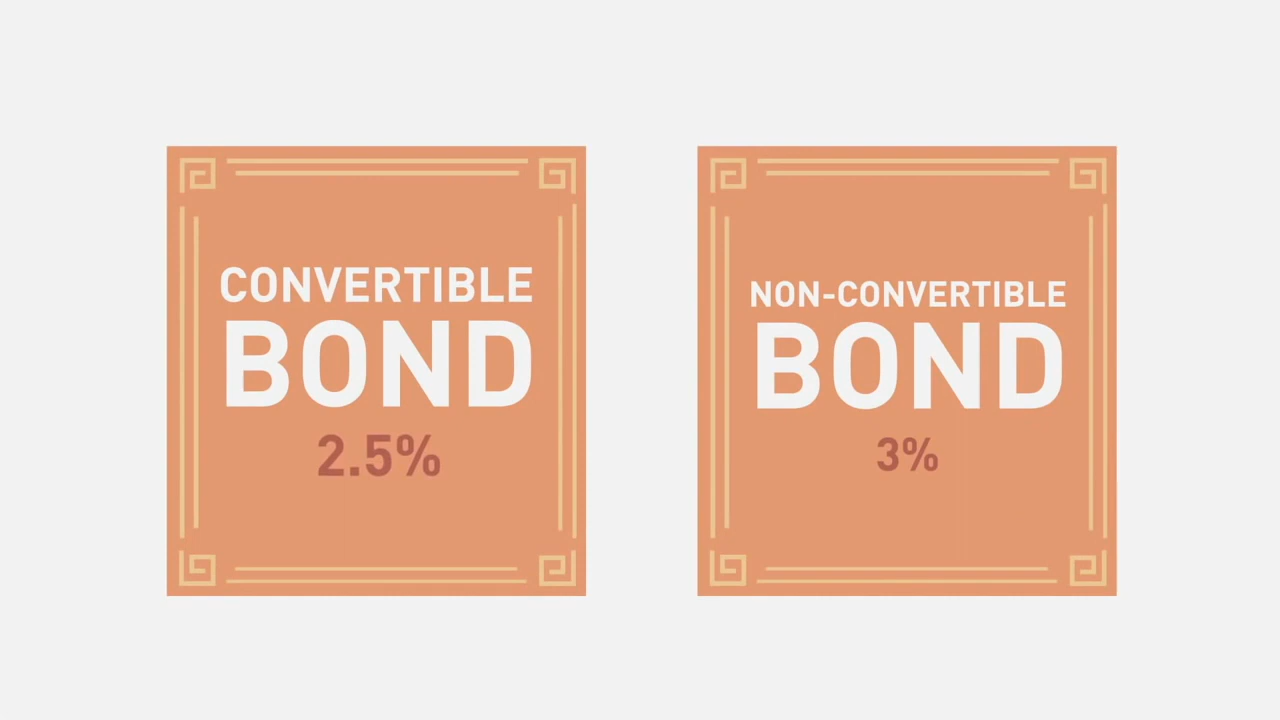 CONVERTIBLE
BOND
2.5%
NON-CONVERTIBLE
BOND
3%